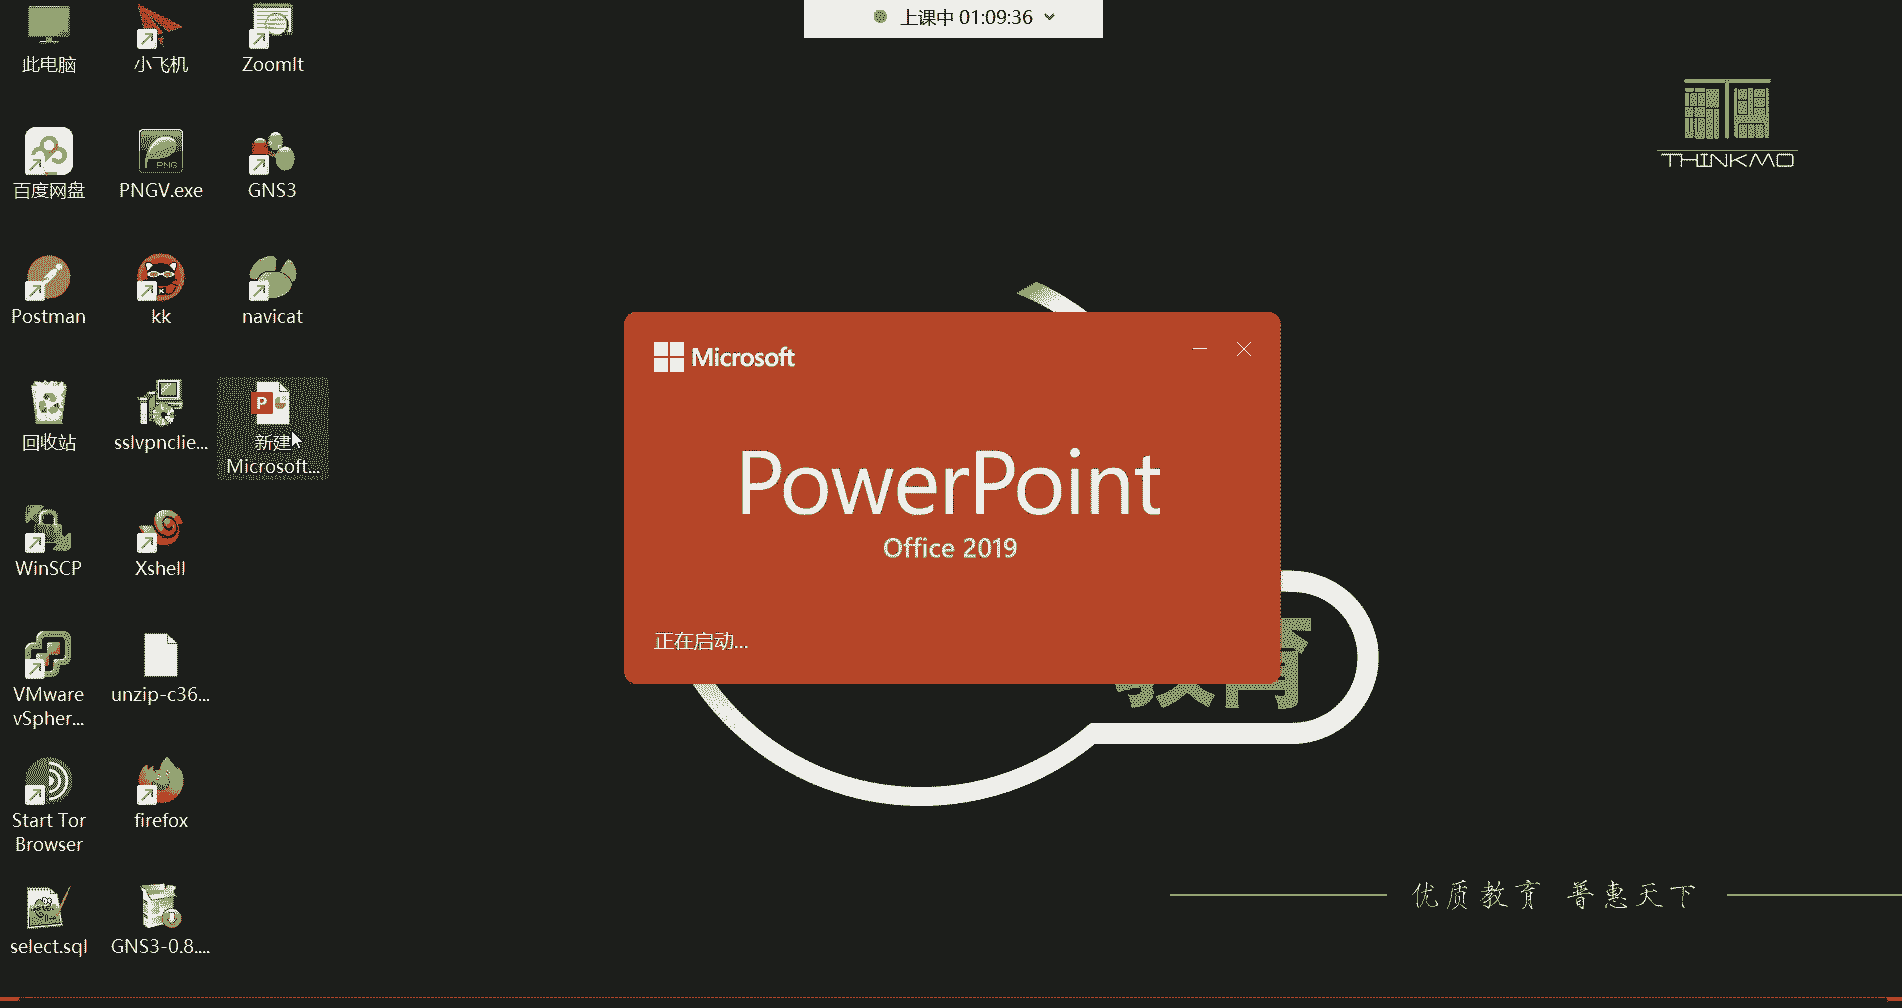 上课中 01:09:36
此电脑
小飞机
ZoomIt
THINKMO
百度网盘
PNG
PNGV.exe
GNS3
Postman
kk
navicat
回收站
sslvpnclie...
P
新建
Microsoft...
WinSCP
Xshell
VMware
vSpher...
unzip-c36...
Start Tor
Browser
firefox
select.sql
GNS3-0.8....
Microsoft
PowerPoint
Office 2019
正在启动...
教育
优质教育 普惠天下